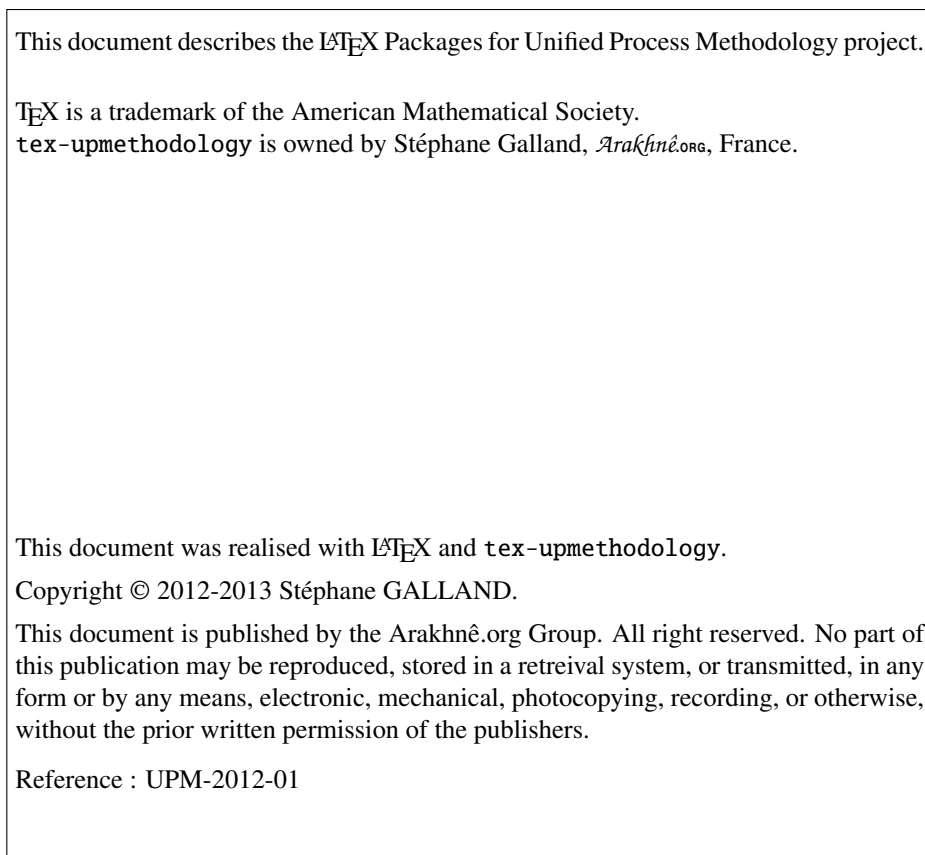 This document describes the LATEX Packages for Unified Process Methodology project.
TEX is a trademark of the American Mathematical Society.
tex-upmethodology is owned by Stéphane Galland, Arakhnê.ORG, France.
This document was realised with LATEX and tex-upmethodology.
Copyright © 2012-2013 Stéphane GALLAND.
This document is published by the Arakhnê.org Group. All right reserved. No part of
this publication may be reproduced, stored in a retreival system, or transmitted, in any
form or by any means, electronic, mechanical, photocopying, recording, or otherwise,
without the prior written permission of the publishers.
Reference : UPM-2012-01